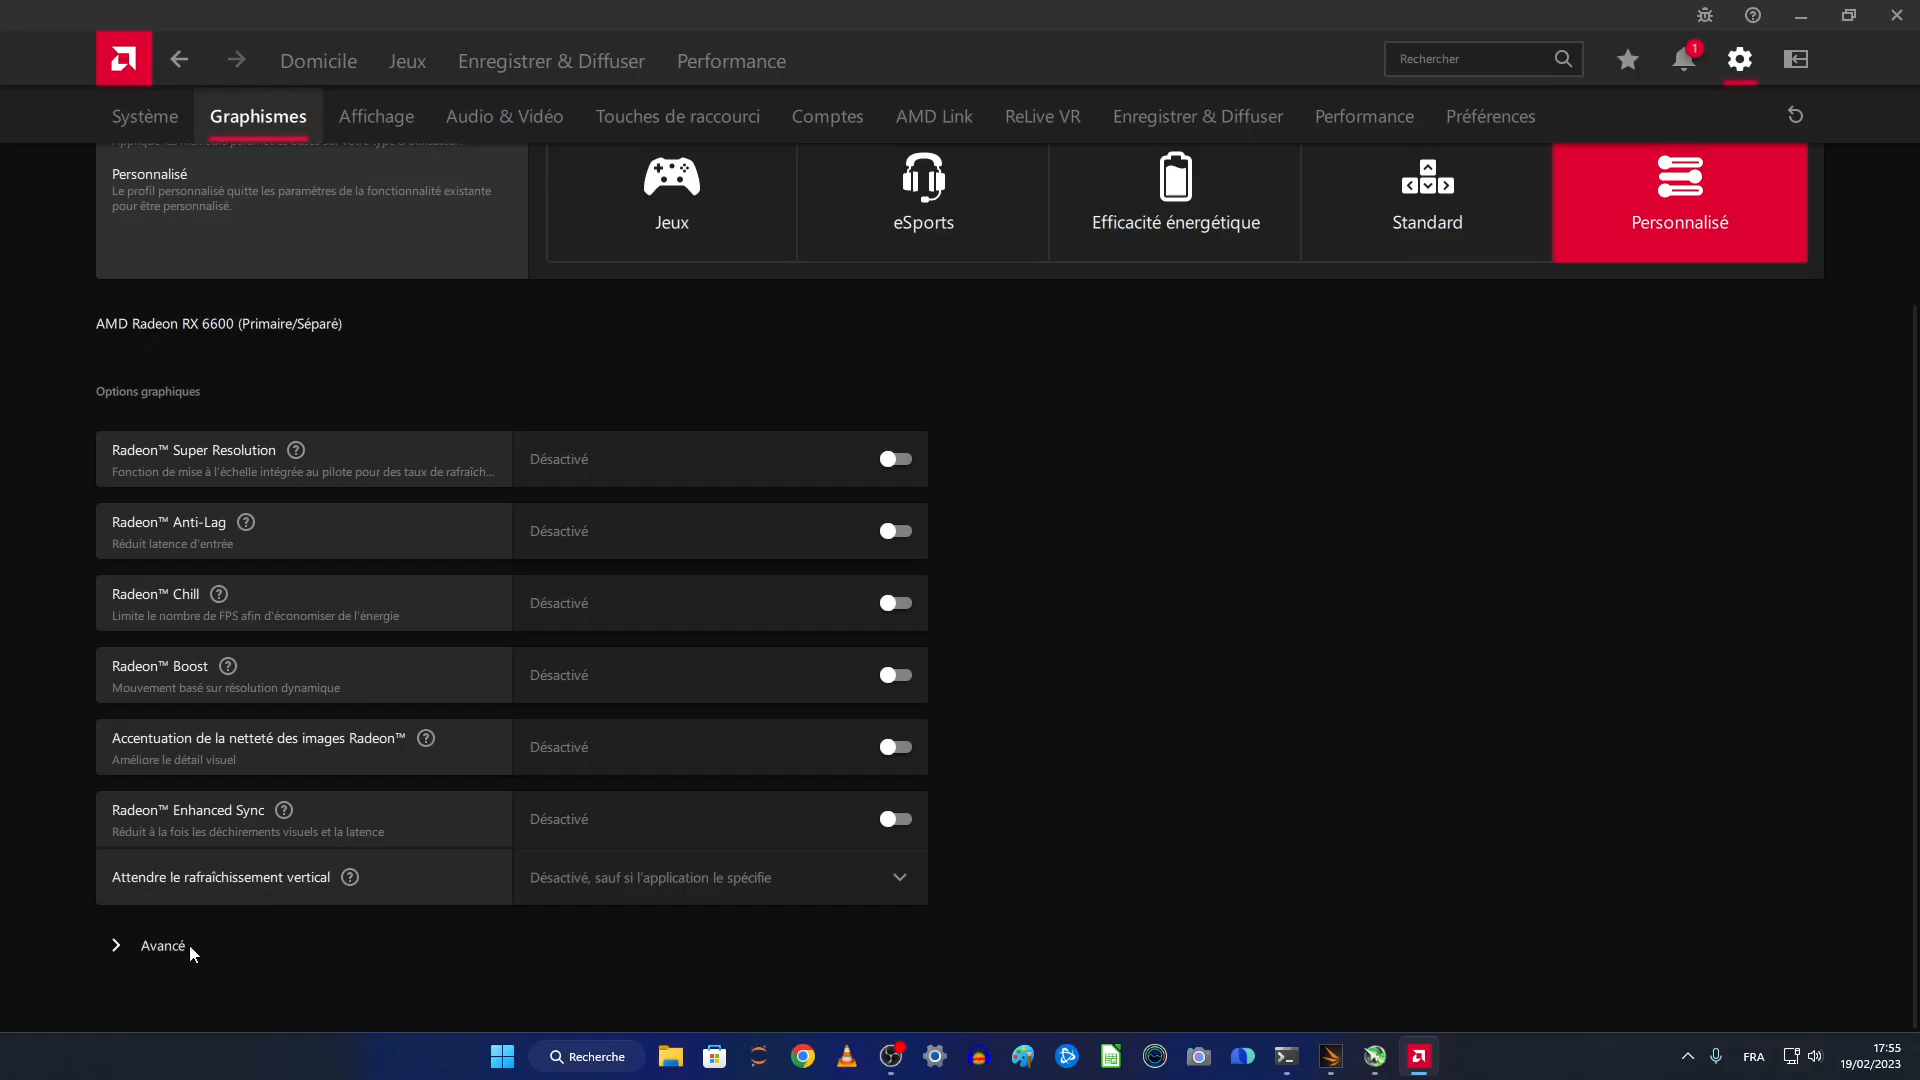 1
Domicile
Jeux
Enregistrer & Diffuser
Performance
Rechercher
Système
Graphismes
Affichage
Audio & Vidéo
Touches de raccourci
Comptes
AMD Link
ReLive VR
Enregistrer & Diffuser
Performance
Préférences
Personnalisé
Le profil personnalisé quitte les paramètres de la fonctionnalité existante
pour être personnalisé.
Jeux
eSports
Efficacité énergétique
Standard
Personnalisé
AMD Radeon RX 6600 (Primaire/Séparé)
Options graphiques
Radeon™ Super Resolution
Fonction de mise à l'échelle intégrée au pilote pour des taux de rafraîch...
Désactivé
Radeon™ Anti-Lag
Réduit latence d'entrée
Désactivé
Radeon™ Chill
Limite le nombre de FPS afin d'économiser de l'énergie
Désactivé
Radeon™ Boost
Mouvement basé sur résolution dynamique
Désactivé
Accentuation de la netteté des images Radeon™
Améliore le détail visuel
Désactivé
Radeon™ Enhanced Sync
Réduit à la fois les déchirements visuels et la latence
Désactivé
Attendre le rafraîchissement vertical
Désactivé, sauf si l'application le spécifie
Avancé
Recherche
FRA
17:55
19/02/2023